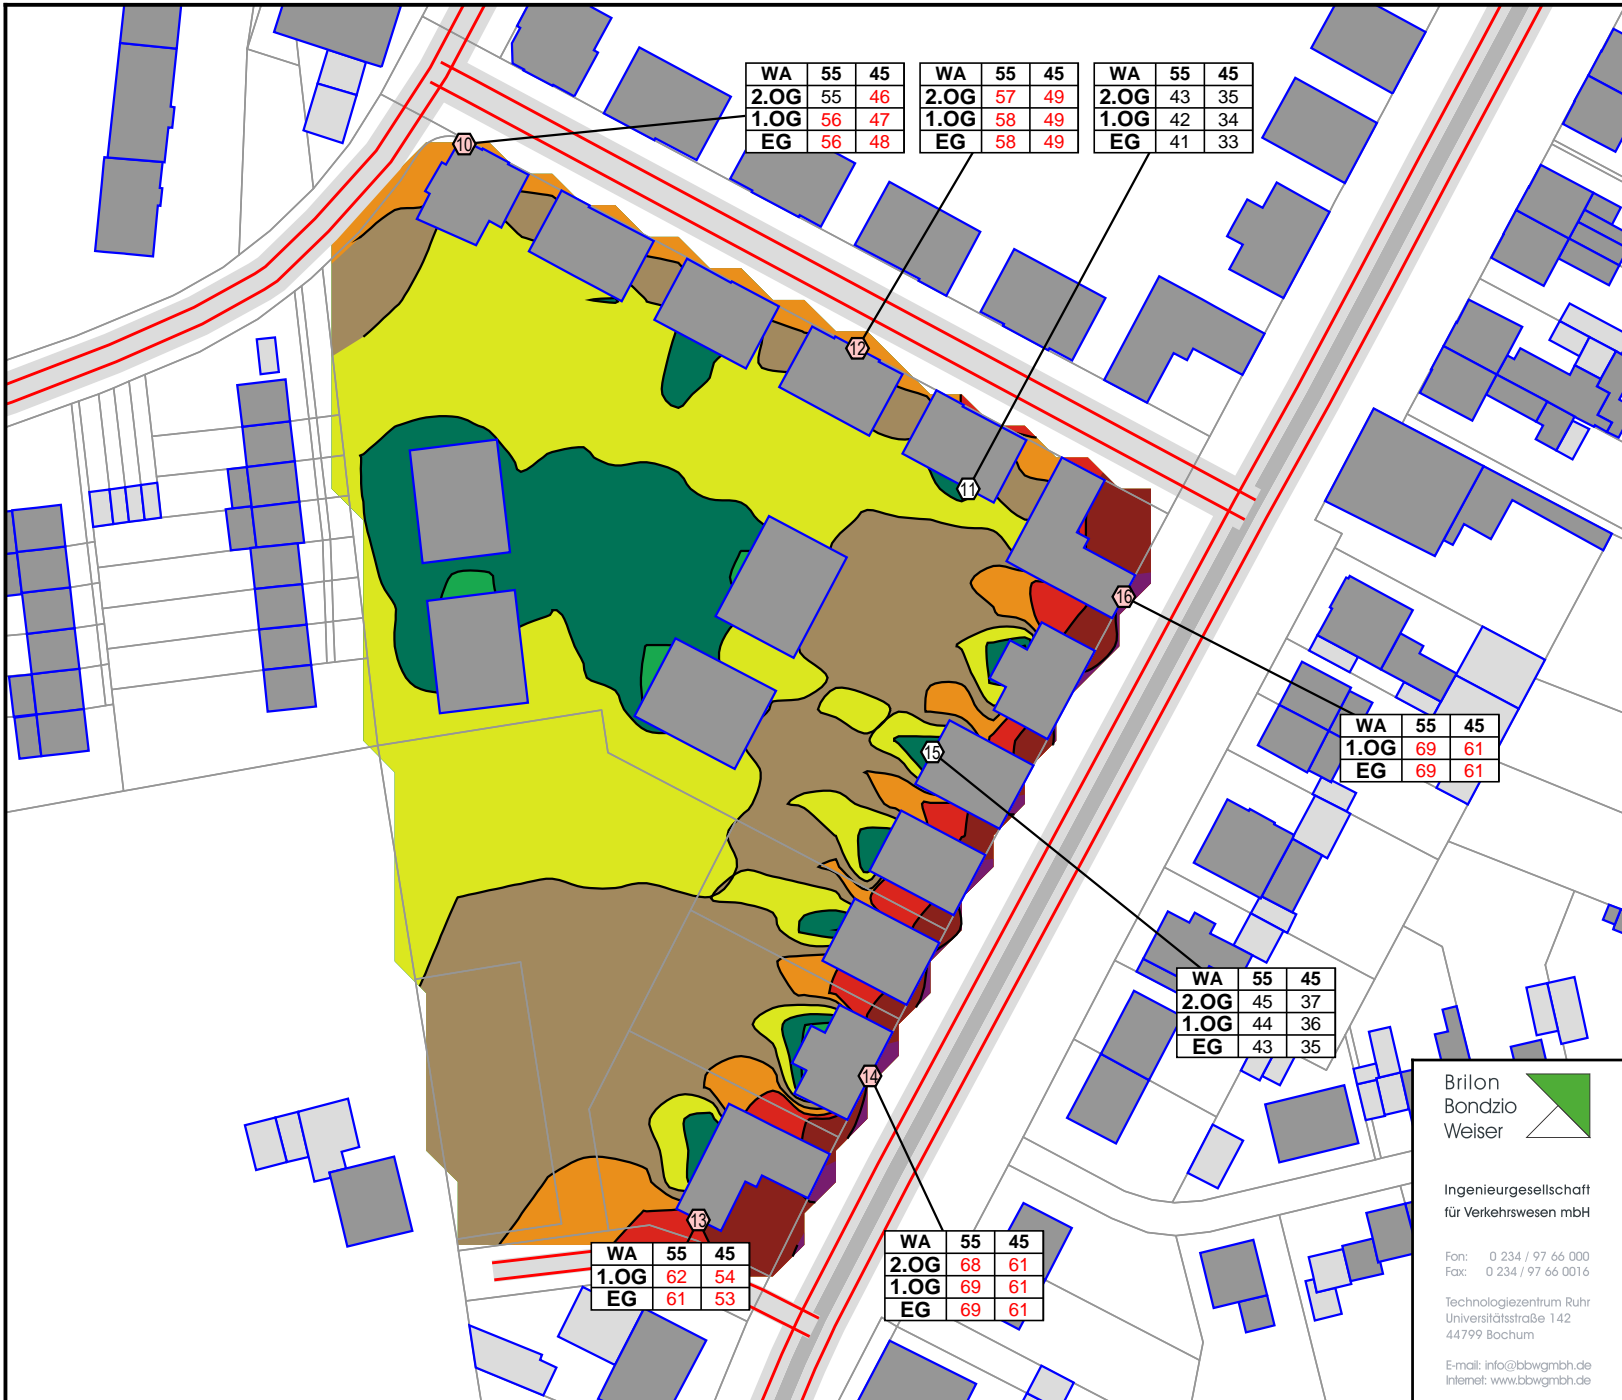 WA 55 45
2.OG 55 46
1.OG 56 47
EG 56 48
WA 55 45
2.OG 57 49
1.OG 58 49
EG 58 49
WA 55 45
2.OG 43 35
1.OG 42 34
EG 41 33
10
12
11
16
WA 55 45
1.OG 69 61
EG 69 61
15
WA 55 45
2.OG 45 37
1.OG 44 36
EG 43 35
14
13
WA 55 45
1.OG 62 54
EG 61 53
WA 55 45
2.OG 68 61
1.OG 69 61
EG 69 61
Brilon
Bondzio
Weiser
Ingenieurgesellschaft
für Verkehrswesen mbH
Fon: 0 234 / 97 66 000
Fax: 0 234 / 97 66 0016
Technologiezentrum Ruhr
Universitätsstraße 142
44799 Bochum
E-mail: info@bbwgmbh.de
Internet: www.bbwgmbh.de